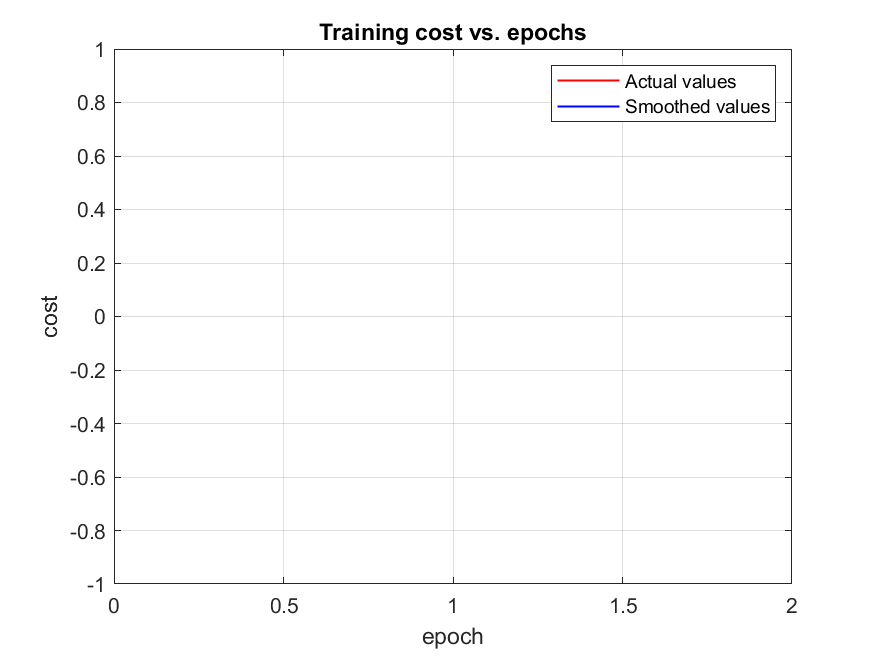 Training cost vs. epochs
Actual values
Smoothed values
1
0.8
0.6
0.4
0.2
0
-0.2
-0.4
-0.6
-0.8
-1
cost
0 0.5 1 1.5 2
epoch